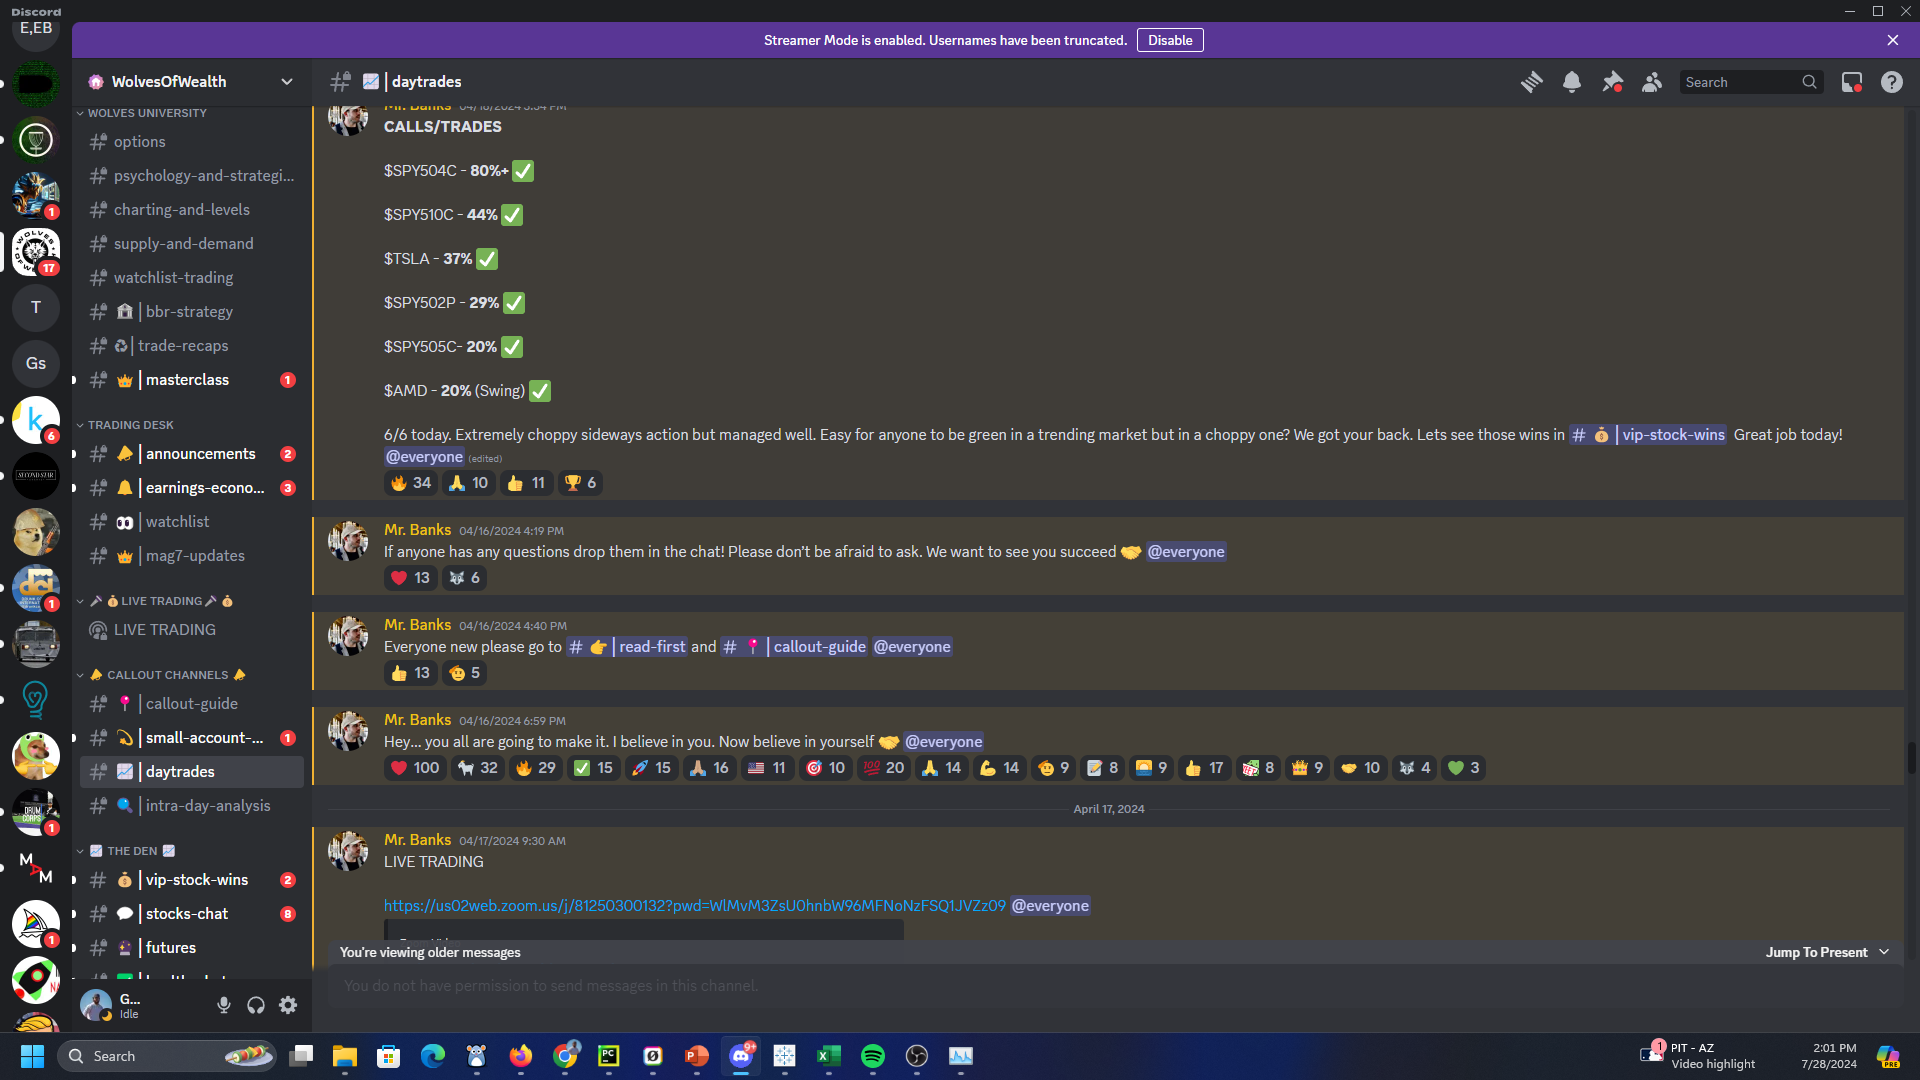 Discord
E,EB
Streamer Mode is enabled. Usernames have been truncated. Disable
WolvesOfWealth
| daytrades
Search
WOLVES UNIVERSITY
options
psychology-and-strategi...
charting-and-levels
supply-and-demand
watchlist-trading
| bbr-strategy
| trade-recaps
| masterclass 1
TRADING DESK
| announcements 2
| earnings-econo... 3
| watchlist
| mag7-updates
LIVE TRADING
LIVE TRADING
CALLOUT CHANNELS
| callout-guide
| small-account-... 1
| daytrades
| intra-day-analysis
THE DEN
| vip-stock-wins 2
| stocks-chat 8
| futures
1
17
T
Gs
k
6
SECOND STAR
1
DRUM CORPS
1
M
M
1
G...
Idle
Mr. Banks 04/16/2024 3:54 PM
CALLS/TRADES
$SPY504C - 80%+ ✅
$SPY510C - 44% ✅
$TSLA - 37% ✅
$SPY502P - 29% ✅
$SPY505C- 20% ✅
$AMD - 20% (Swing) ✅
6/6 today. Extremely choppy sideways action but managed well. Easy for anyone to be green in a trending market but in a choppy one? We got your back. Lets see those wins in # | vip-stock-wins Great job today!
@everyone (edited)
34 10 11 6
Mr. Banks 04/16/2024 4:19 PM
If anyone has any questions drop them in the chat! Please don't be afraid to ask. We want to see you succeed @everyone
13 6
Mr. Banks 04/16/2024 4:40 PM
Everyone new please go to # | read-first and # | callout-guide @everyone
13 5
Mr. Banks 04/16/2024 6:59 PM
Hey... you all are going to make it. I believe in you. Now believe in yourself @everyone
100 32 29 15 15 16 11 10 20 14 14 9 8 9 17 8 9 10 4 3
April 17, 2024
Mr. Banks 04/17/2024 9:30 AM
LIVE TRADING
https://us02web.zoom.us/j/81250300132?pwd=WlMvM3ZsU0hnbW96MFNoNzFSQ1JVZz09 @everyone
You're viewing older messages
Jump To Present
You do not have permission to send messages in this channel.
Search
PC
9+
1
PIT - AZ
Video highlight
2:01 PM
7/28/2024
PRE